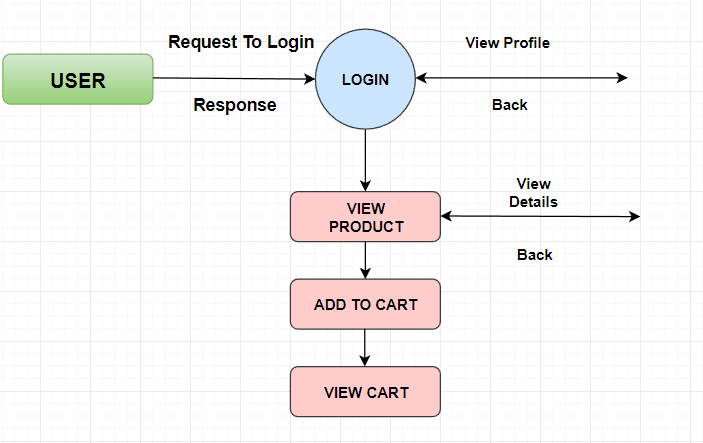 Request To Login
View Profile
USER
LOGIN
Response
Back
View
Details
VIEW
PRODUCT
Back
ADD TO CART
VIEW CART